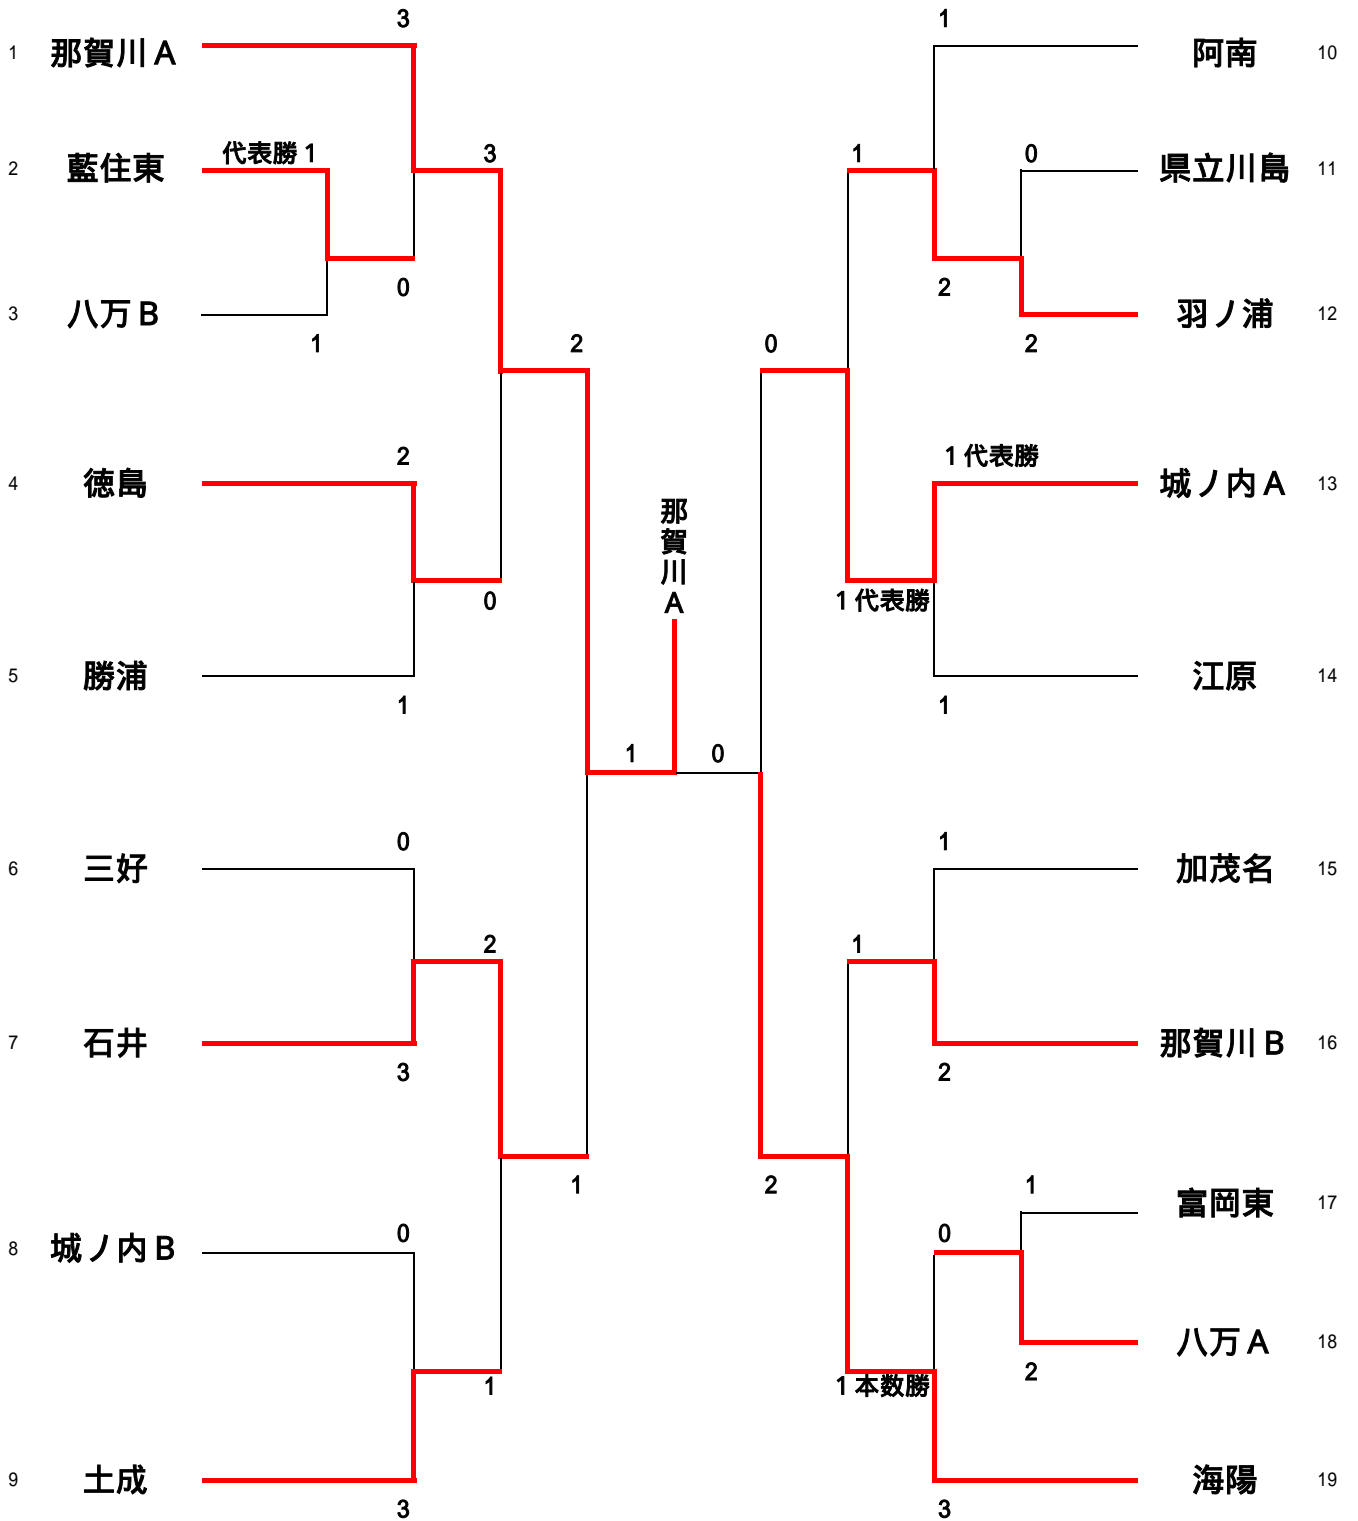 3
1 那賀川A
代表勝 1
2 藍住東
3
0
3 八万B
1
2
2
4 徳島
0
5 勝浦
1
0
6 三好
2
7 石井
3
1
0
8 城ノ内B
1
9 土成
3
那賀川A
1 0
1
阿南 10
1
0
県立川島 11
2
羽ノ浦 12
2
0
1 代表勝
城ノ内A 13
1 代表勝
江原 14
1
1
加茂名 15
1
那賀川B 16
2
2
1
富岡東 17
0
八万A 18
2
1 本数勝
海陽 19
3